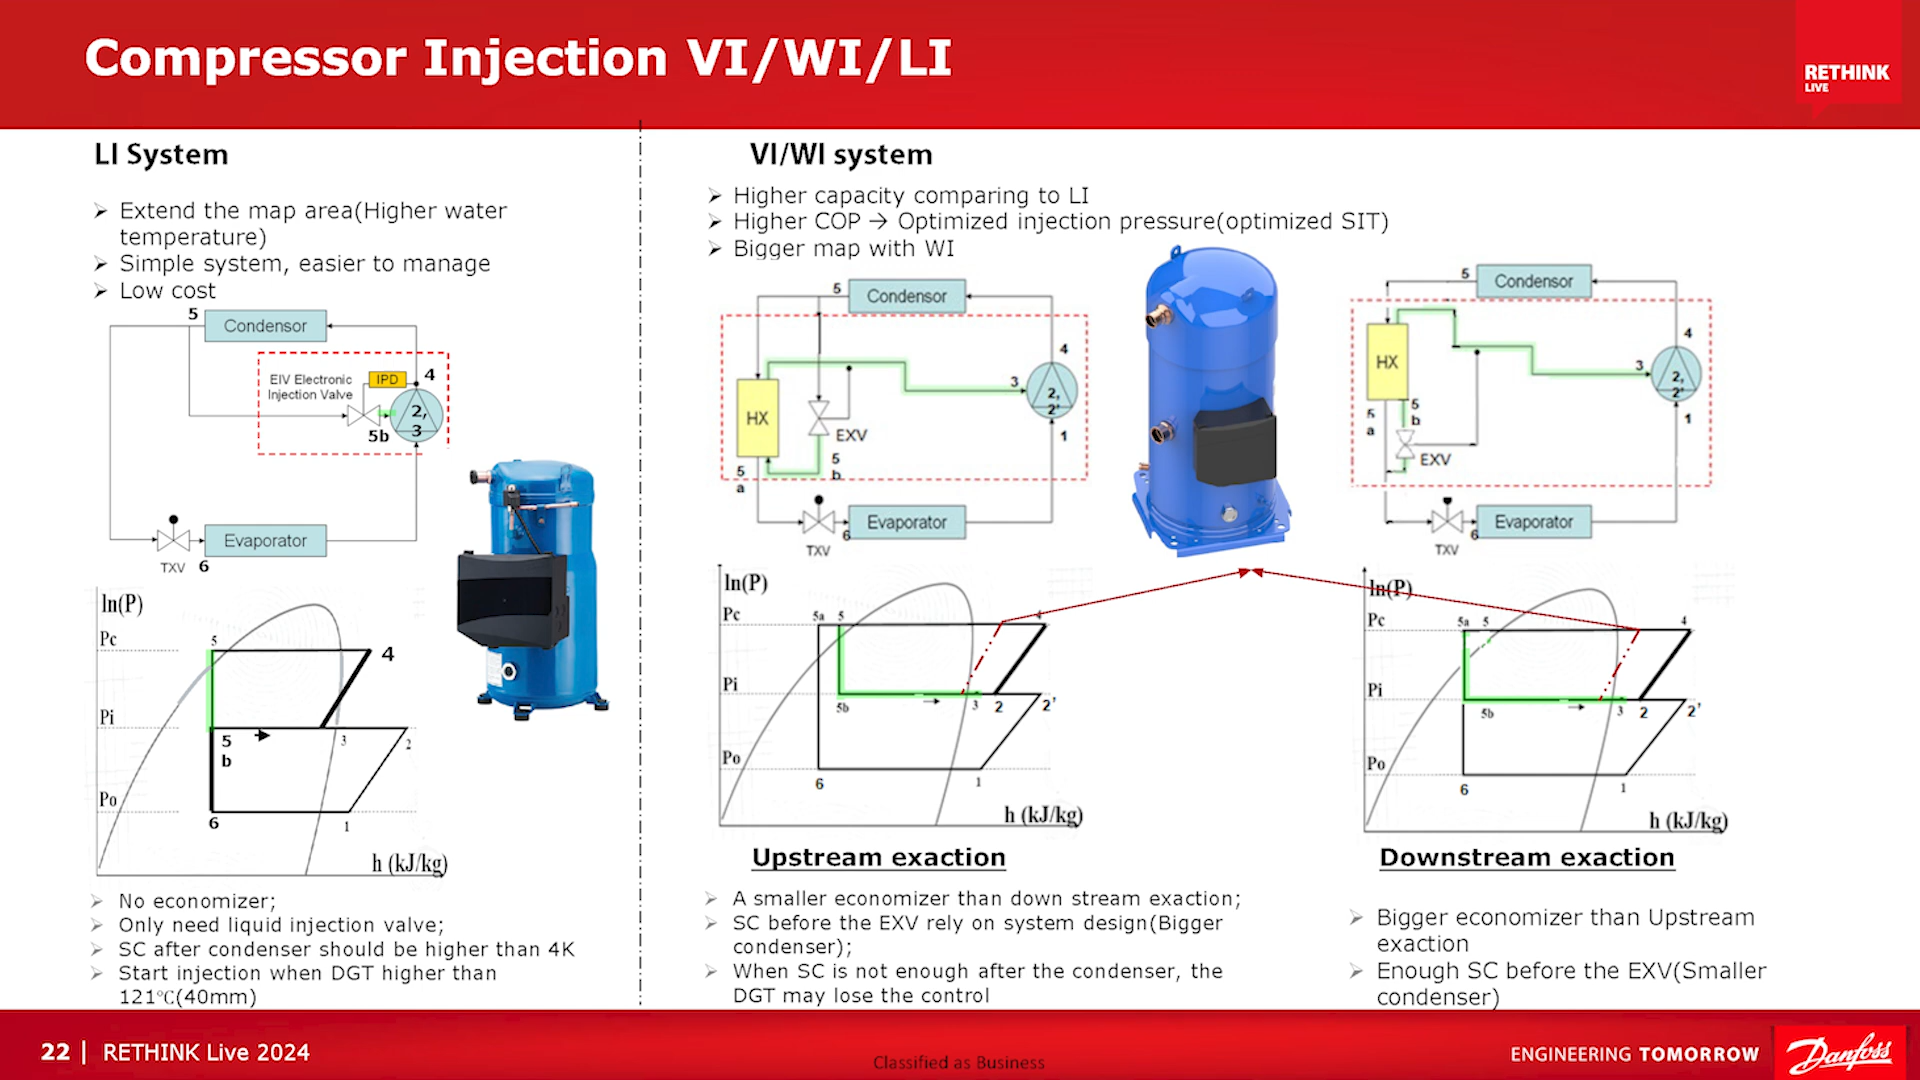 Compressor Injection VI/WI/LI
RETHINK
LIVE
LI System
Extend the map area(Higher water
temperature)
Simple system, easier to manage
Low cost
5
Condensor
EIV Electronic
Injection Valve
IPD
4
2,
3
5b
Evaporator
TXV
6
ln(P)
Pc
5
4
Pi
5
b
3
2
Po
6
1
h (kJ/kg)
No economizer;
Only need liquid injection valve;
SC after condenser should be higher than 4K
Start injection when DGT higher than
121℃(40mm)
VI/WI system
Higher capacity comparing to LI
Higher COP → Optimized injection pressure(optimized SIT)
Bigger map with WI
5
Condensor
4
3
2,
2'
HX
EXV
1
5
a
5
b
6
Evaporator
TXV
ln(P)
Pc
5a
5
4
Pi
5b
3
2
2'
Po
6
1
h (kJ/kg)
Upstream exaction
A smaller economizer than down stream exaction;
SC before the EXV rely on system design(Bigger
condenser);
When SC is not enough after the condenser, the
DGT may lose the control
5
Condensor
4
HX
3
2,
2'
5
a
5
b
1
EXV
6
Evaporator
TXV
ln(P)
Pc
5a
5
4
Pi
5b
3
2
2'
Po
6
1
h (kJ/kg)
Downstream exaction
Bigger economizer than Upstream
exaction
Enough SC before the EXV(Smaller
condenser)
22 | RETHINK Live 2024
Classified as Business
ENGINEERING TOMORROW
Danfoss